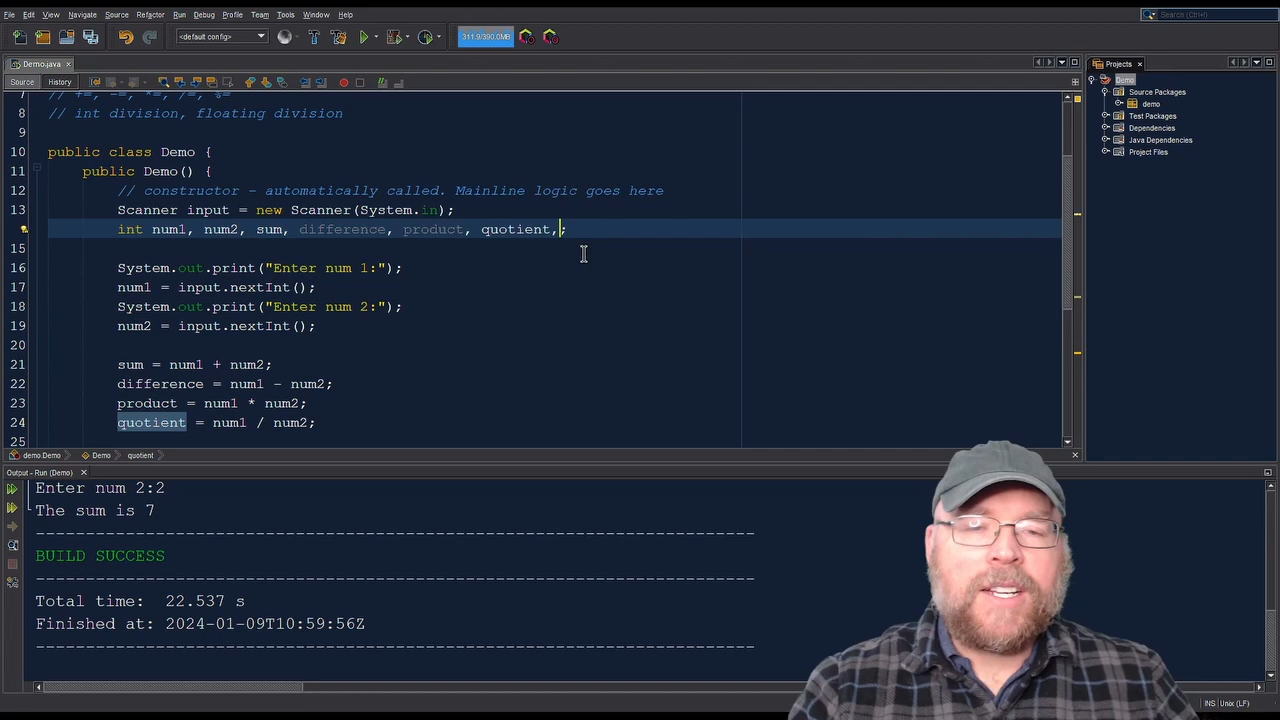 File Edit View Navigate Source Refactor Run Debug Profile Team Tools Window Help
Search (Ctrl+I)
<default config>
311.9/390.0MB
Demo.java
Projects
Source History
Demo
Source Packages
demo
Test Packages
Dependencies
Java Dependencies
Project Files
7 // +=, -=, *=, /=, %=
8 // int division, floating division
9
10 public class Demo {
11 public Demo() {
12 // constructor - automatically called. Mainline logic goes here
13 Scanner input = new Scanner(System.in);
int num1, num2, sum, difference, product, quotient,;
15
16 System.out.print("Enter num 1:");
17 num1 = input.nextInt();
18 System.out.print("Enter num 2:");
19 num2 = input.nextInt();
20
21 sum = num1 + num2;
22 difference = num1 - num2;
23 product = num1 * num2;
24 quotient = num1 / num2;
25
demo.Demo Demo quotient
Output - Run (Demo)
Enter num 2:2
The sum is 7
------------------------------------------------------------------------
BUILD SUCCESS
------------------------------------------------------------------------
Total time:  22.537 s
Finished at: 2024-01-09T10:59:56Z
------------------------------------------------------------------------
INS Unix (LF)